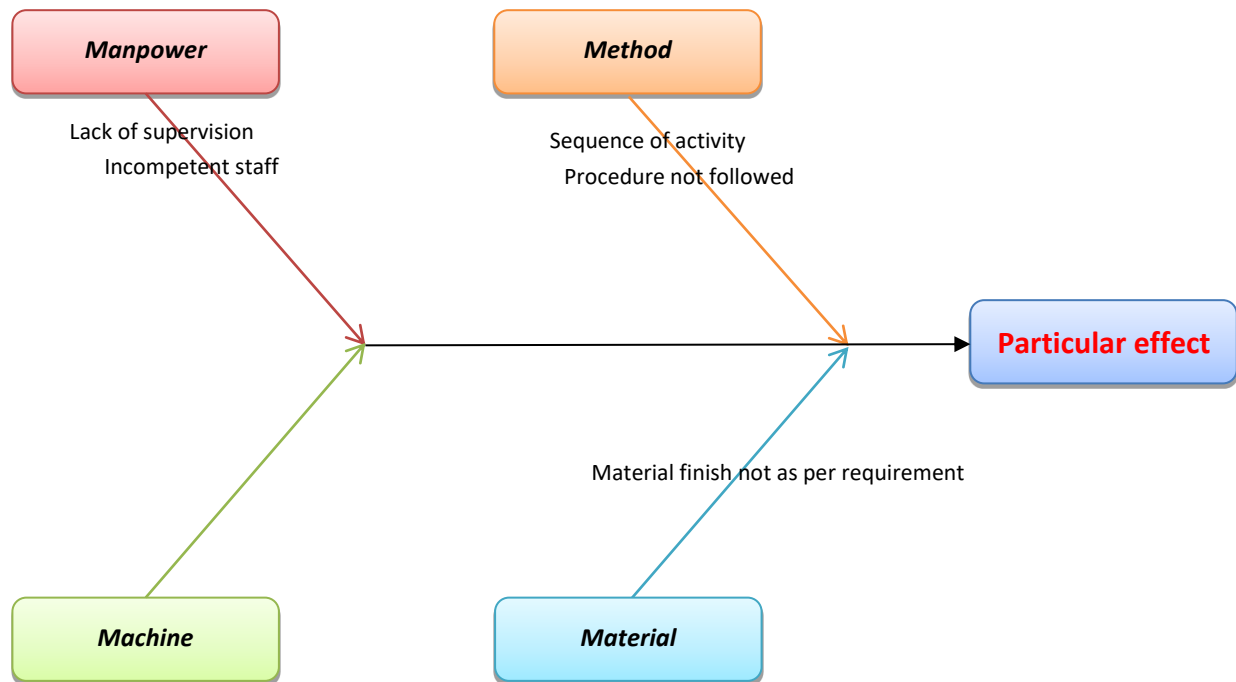 Manpower
Method
Lack of supervision
Incompetent staff
Sequence of activity
Procedure not followed
Particular effect
Material finish not as per requirement
Machine
Material